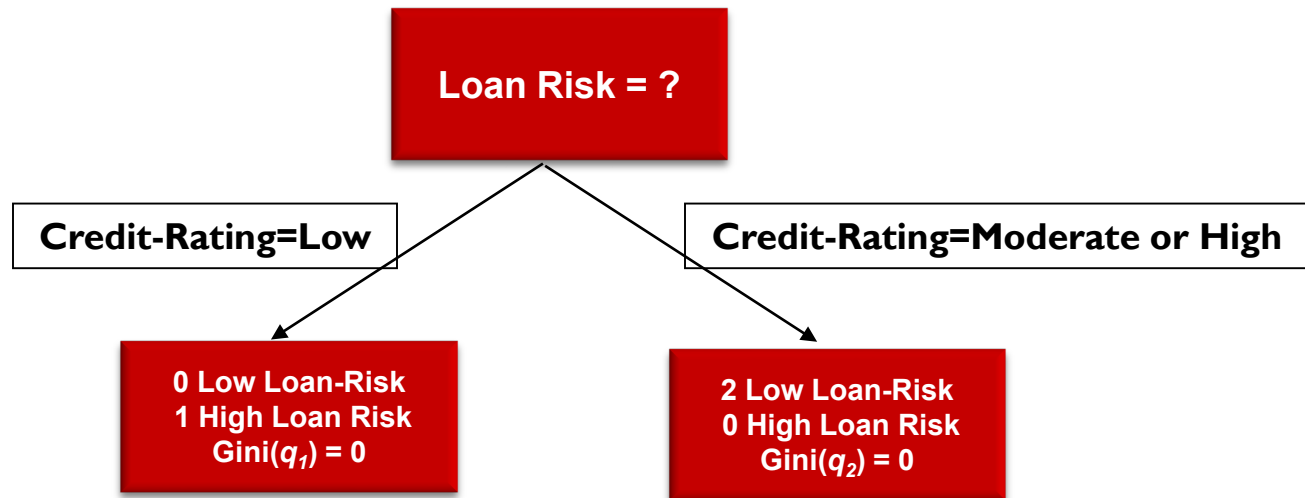 Loan Risk = ?
Credit-Rating=Low
Credit-Rating=Moderate or High
0 Low Loan-Risk
1 High Loan Risk
Gini(q₁) = 0
2 Low Loan-Risk
0 High Loan Risk
Gini(q₂) = 0